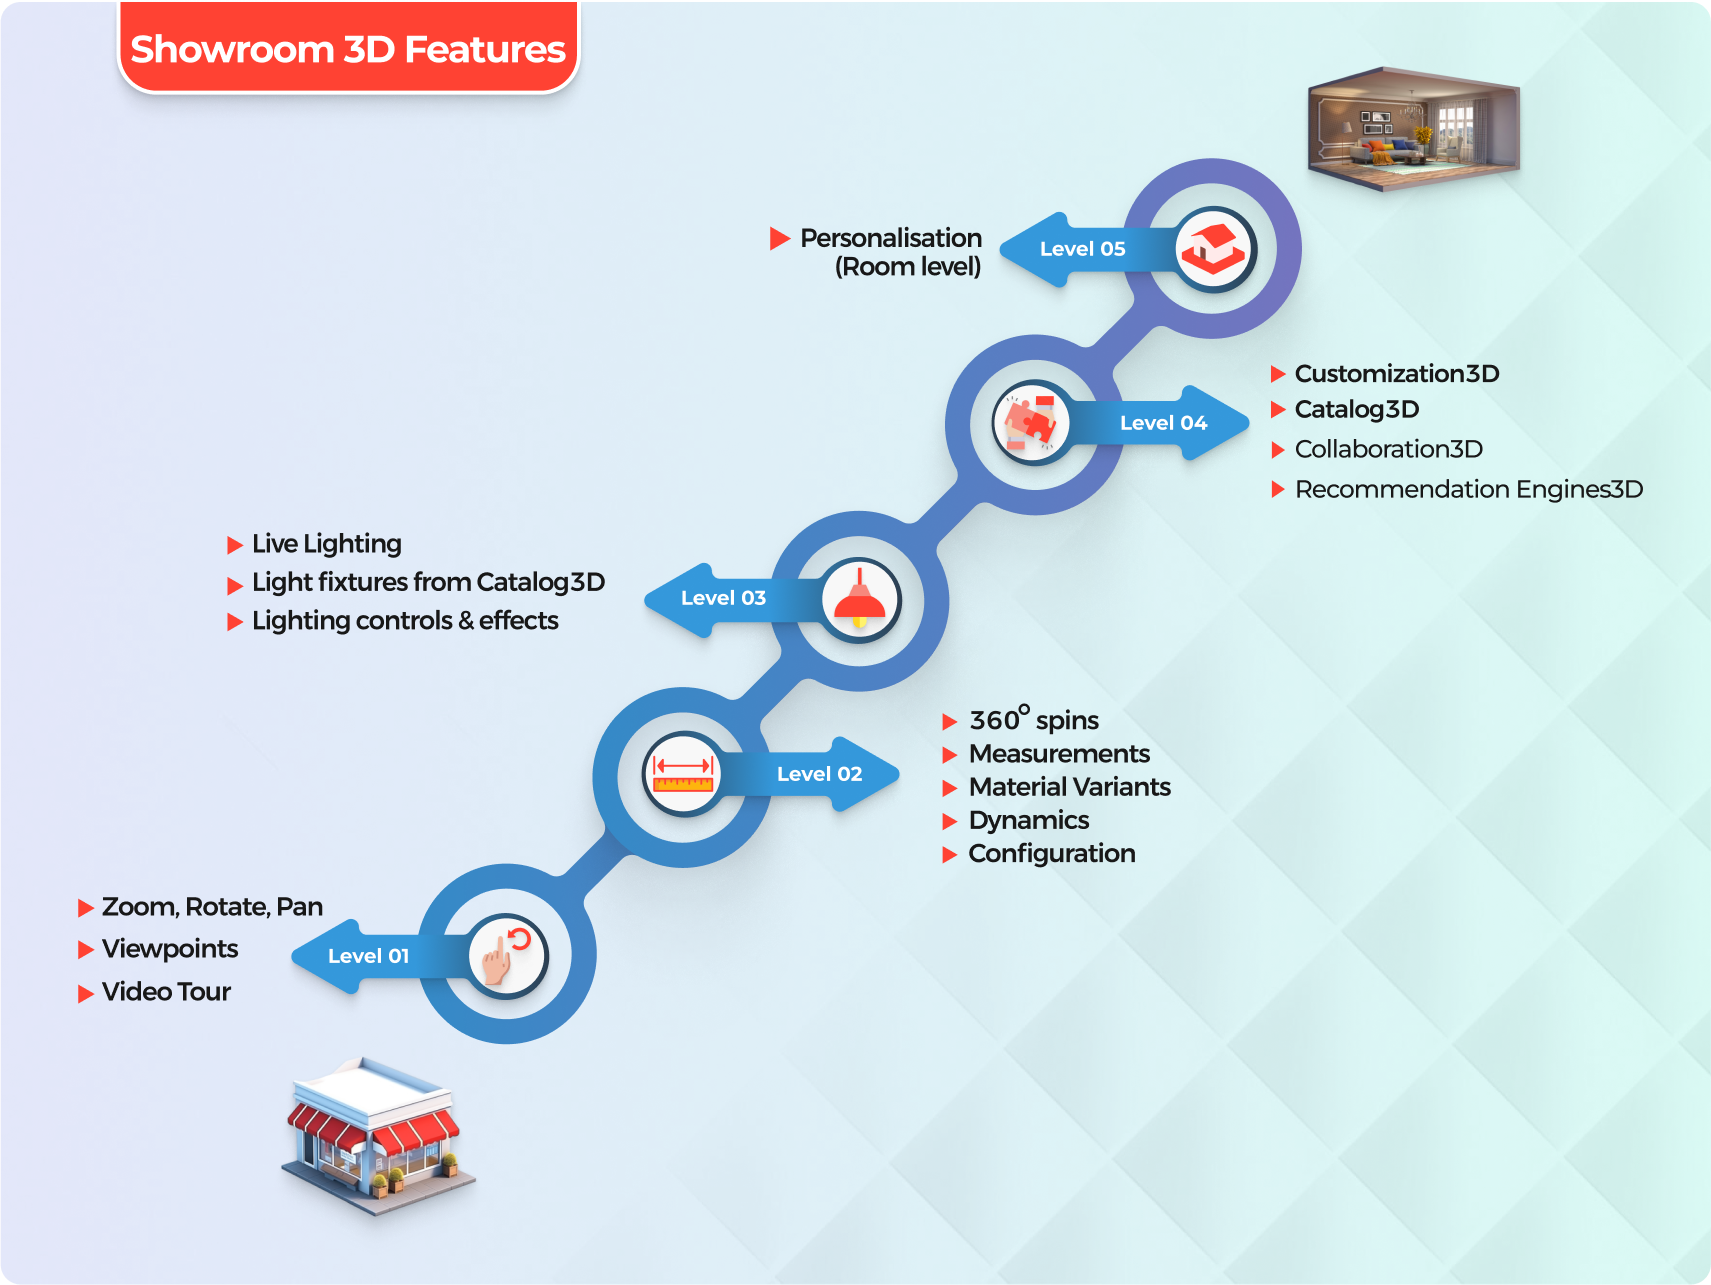 Showroom 3D Features
Personalisation
(Room level)
Level 05
Level 04
Customization3D
Catalog3D
Collaboration3D
Recommendation Engines3D
Live Lighting
Light fixtures from Catalog3D
Lighting controls & effects
Level 03
Level 02
360° spins
Measurements
Material Variants
Dynamics
Configuration
Zoom, Rotate, Pan
Viewpoints
Video Tour
Level 01